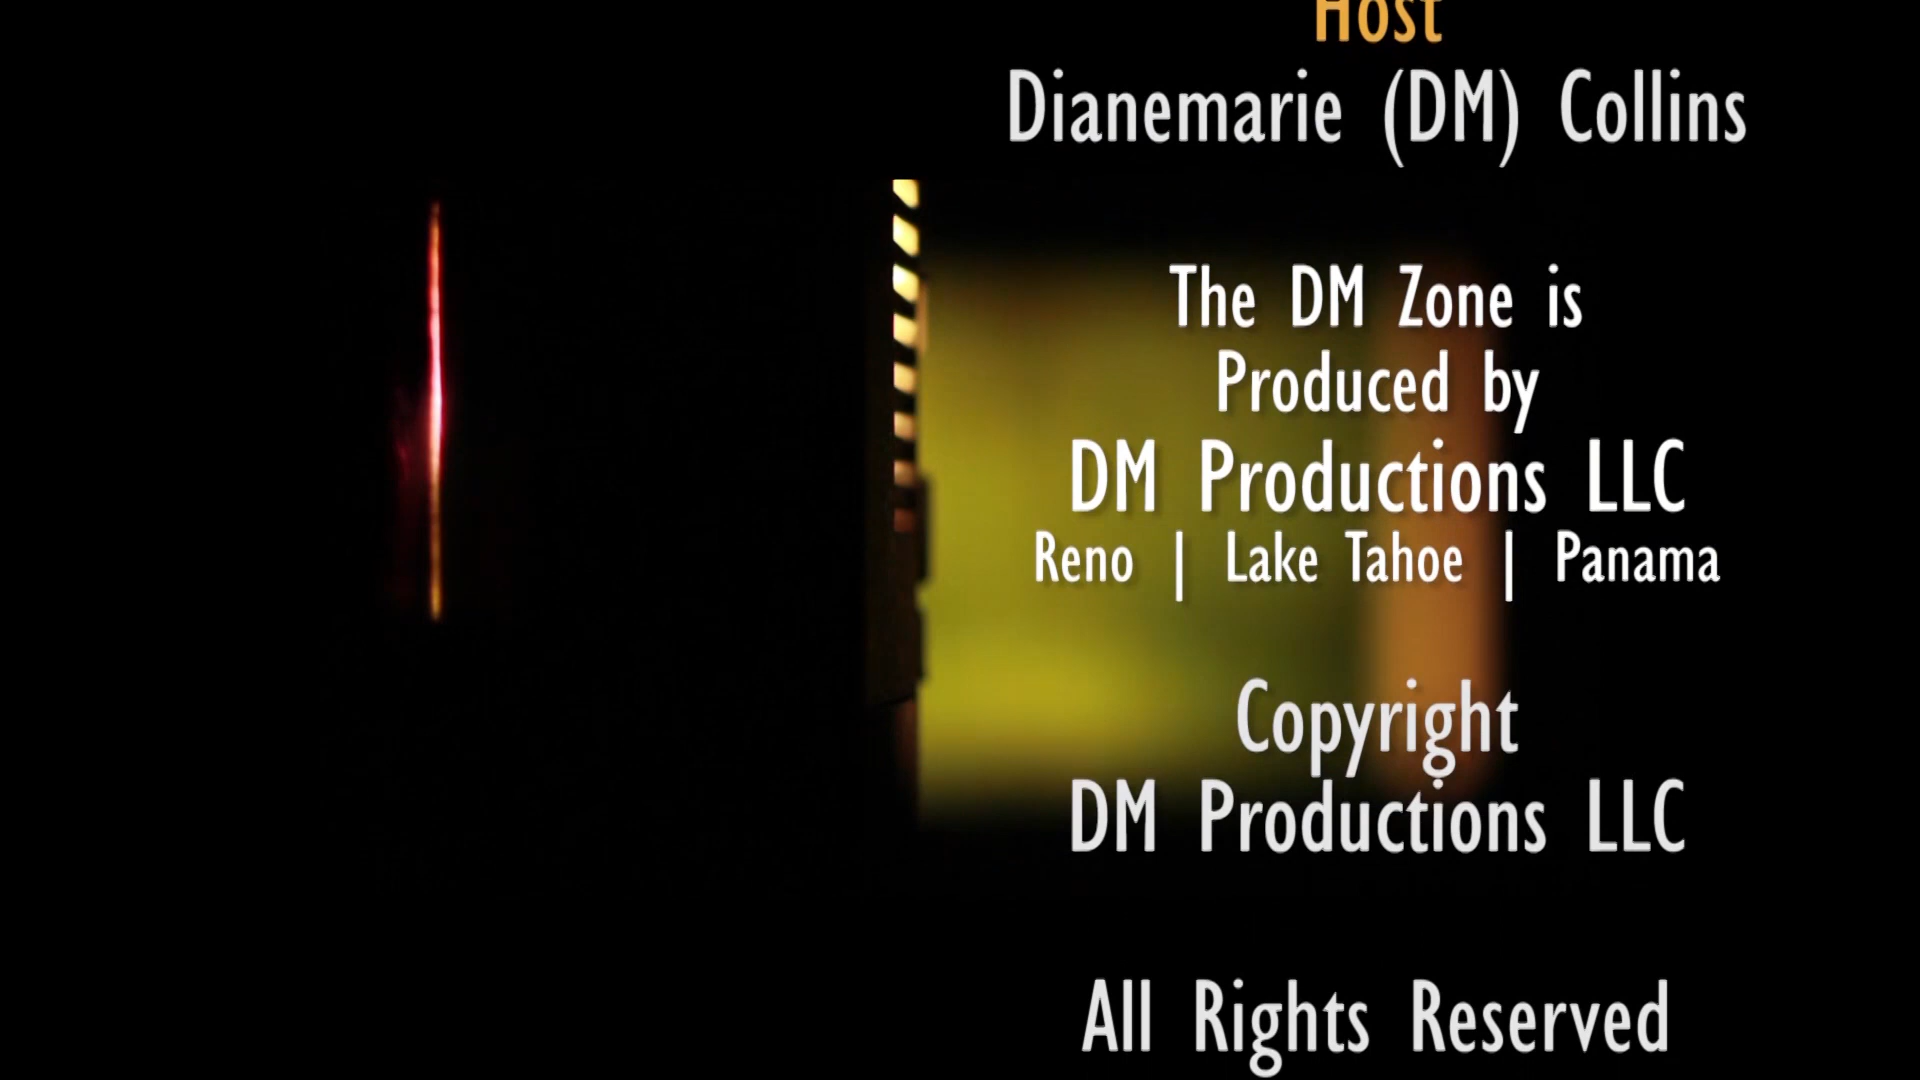 Host
Dianemarie (DM) Collins
The DM Zone is
Produced by
DM Productions LLC
Reno | Lake Tahoe | Panama
Copyright
DM Productions LLC
All Rights Reserved